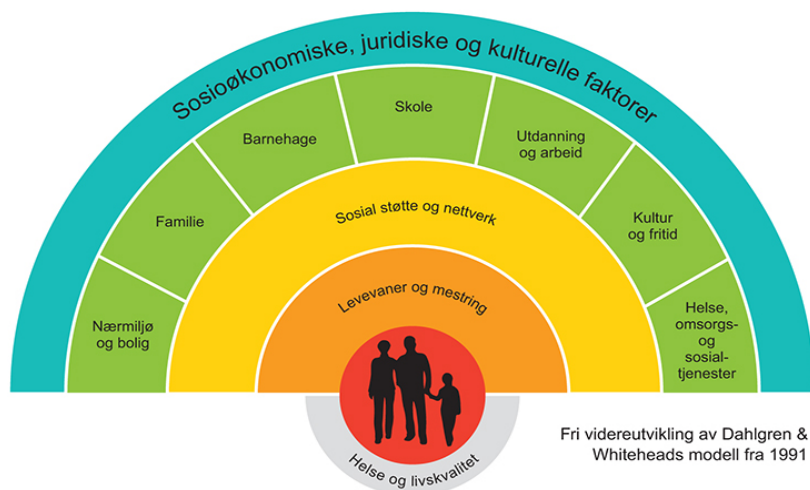 Sosioøkonomiske, juridiske og kulturelle faktorer
Nærmiljø
og bolig
Familie
Barnehage
Skole
Utdanning
og arbeid
Kultur
og fritid
Helse,
omsorgs-
og
sosial-
tjenester
Sosial støtte og nettverk
Levevaner og mestring
Helse og livskvalitet
Fri videreutvikling av Dahlgren &
Whiteheads modell fra 1991